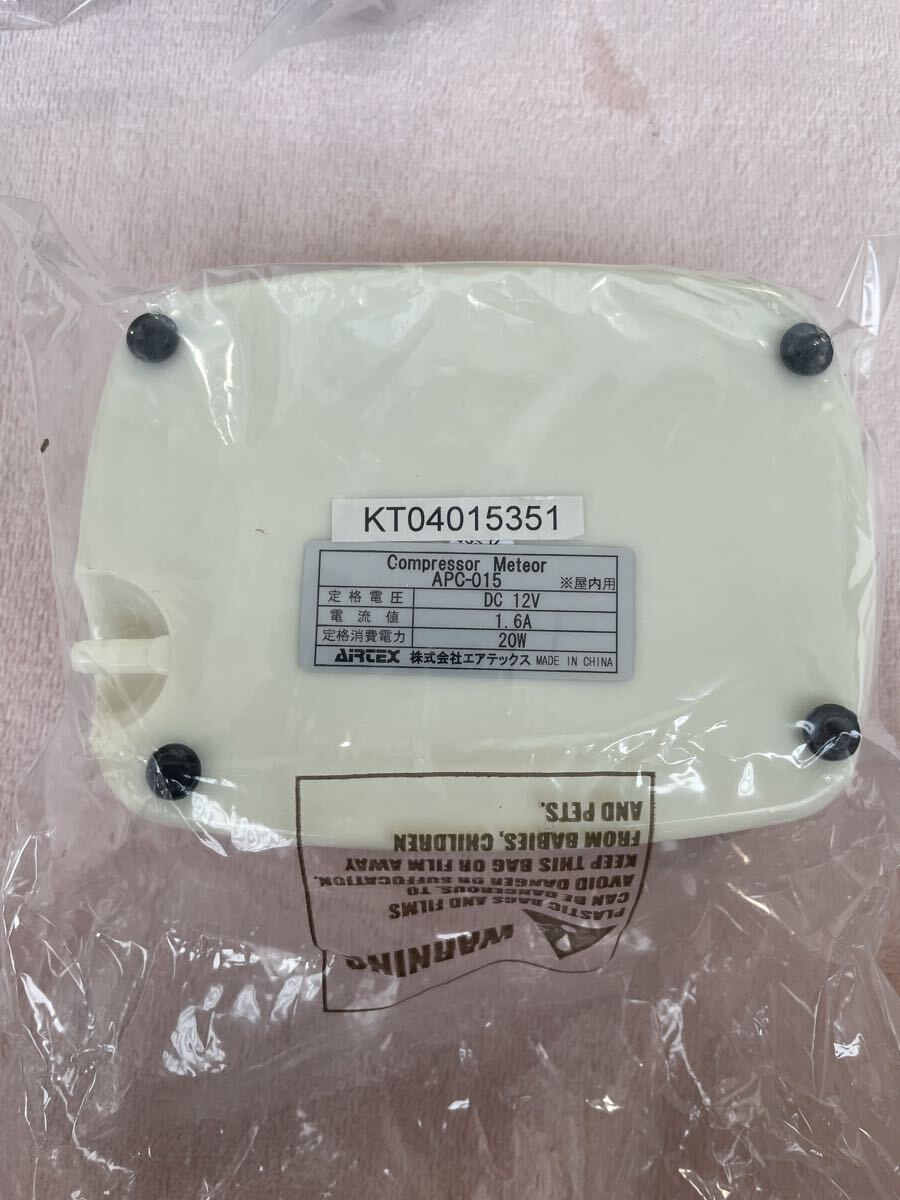 KT04015351
Compressor Meteor
APC-015 ※屋内用
定格電圧 DC 12V
電流値 1.6A
定格消費電力 20W
AIRTEX 株式会社エアテックス MADE IN CHINA
WARNING
PLASTIC BAGS AND FILMS
CAN BE DANGEROUS, TO
AVOID DANGER OR SUFFOCATION,
KEEP THIS BAG OR FILM AWAY
FROM BABIES, CHILDREN
AND PETS.